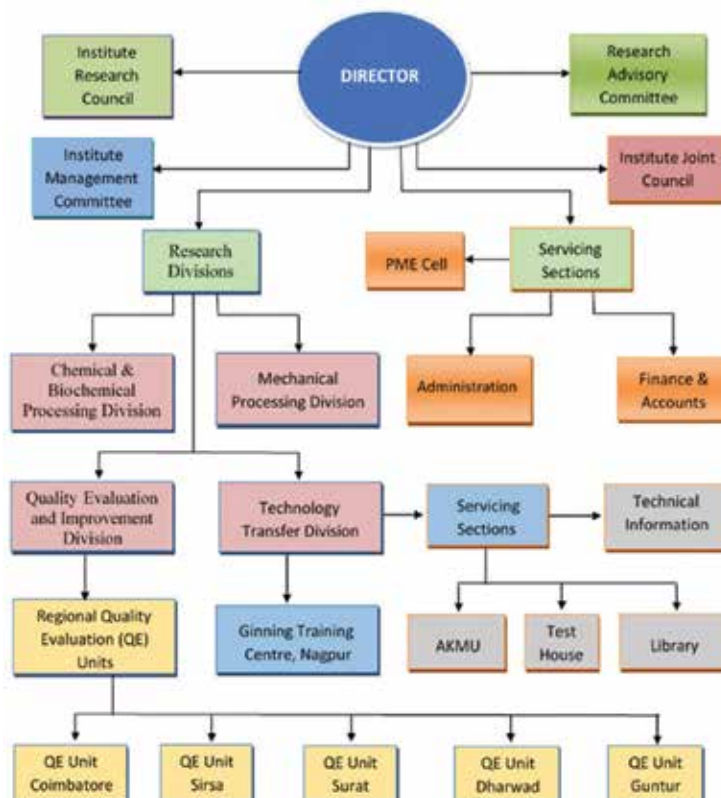 Institute
Research
Council
DIRECTOR
Research
Advisory
Committee
Institute
Management
Committee
Institute Joint
Council
Research
Divisions
PME Cell
Servicing
Sections
Chemical &
Biochemical
Processing Division
Mechanical
Processing Division
Administration
Finance &
Accounts
Quality Evaluation
and Improvement
Division
Technology
Transfer Division
Servicing
Sections
Technical
Information
Regional Quality
Evaluation (QE)
Units
Ginning Training
Centre, Nagpur
AKMU
Test
House
Library
QE Unit
Coimbatore
QE Unit
Sirsa
QE Unit
Surat
QE Unit
Dharwad
QE Unit
Guntur